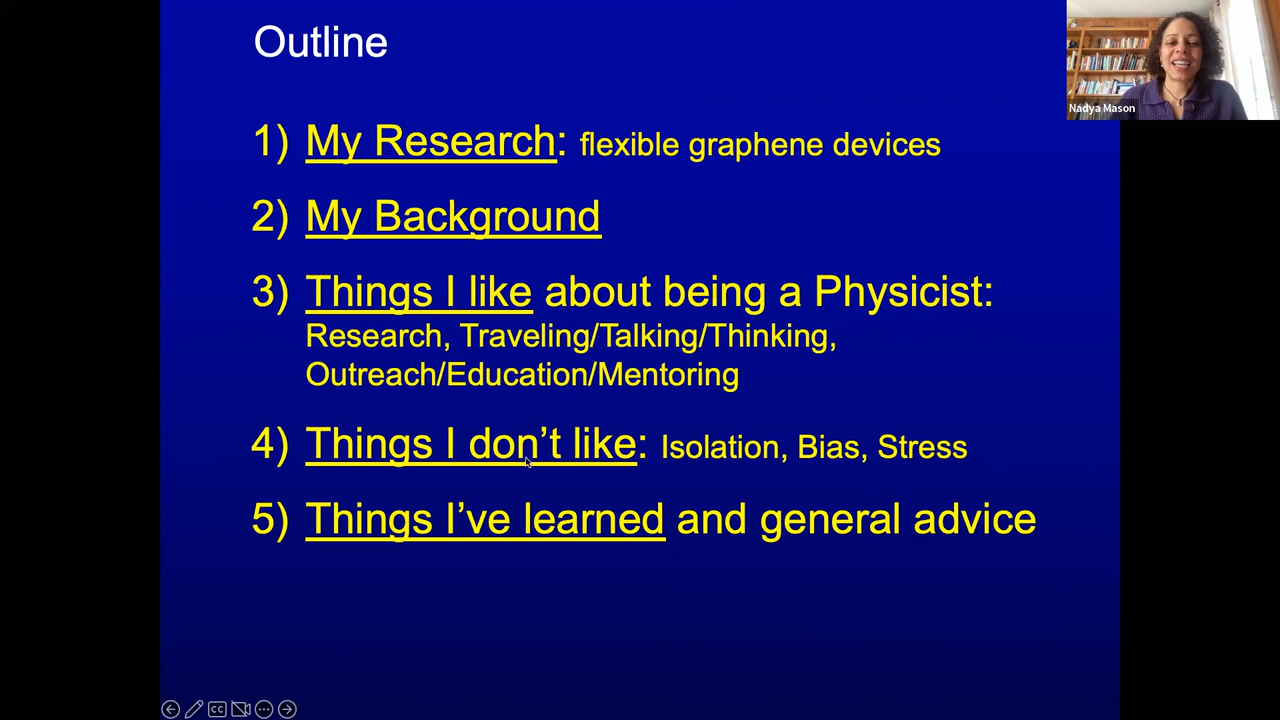 Outline
Nadya Mason
1) My Research: flexible graphene devices
2) My Background
3) Things I like about being a Physicist:
Research, Traveling/Talking/Thinking,
Outreach/Education/Mentoring
4) Things I don’t like: Isolation, Bias, Stress
5) Things I’ve learned and general advice
CC